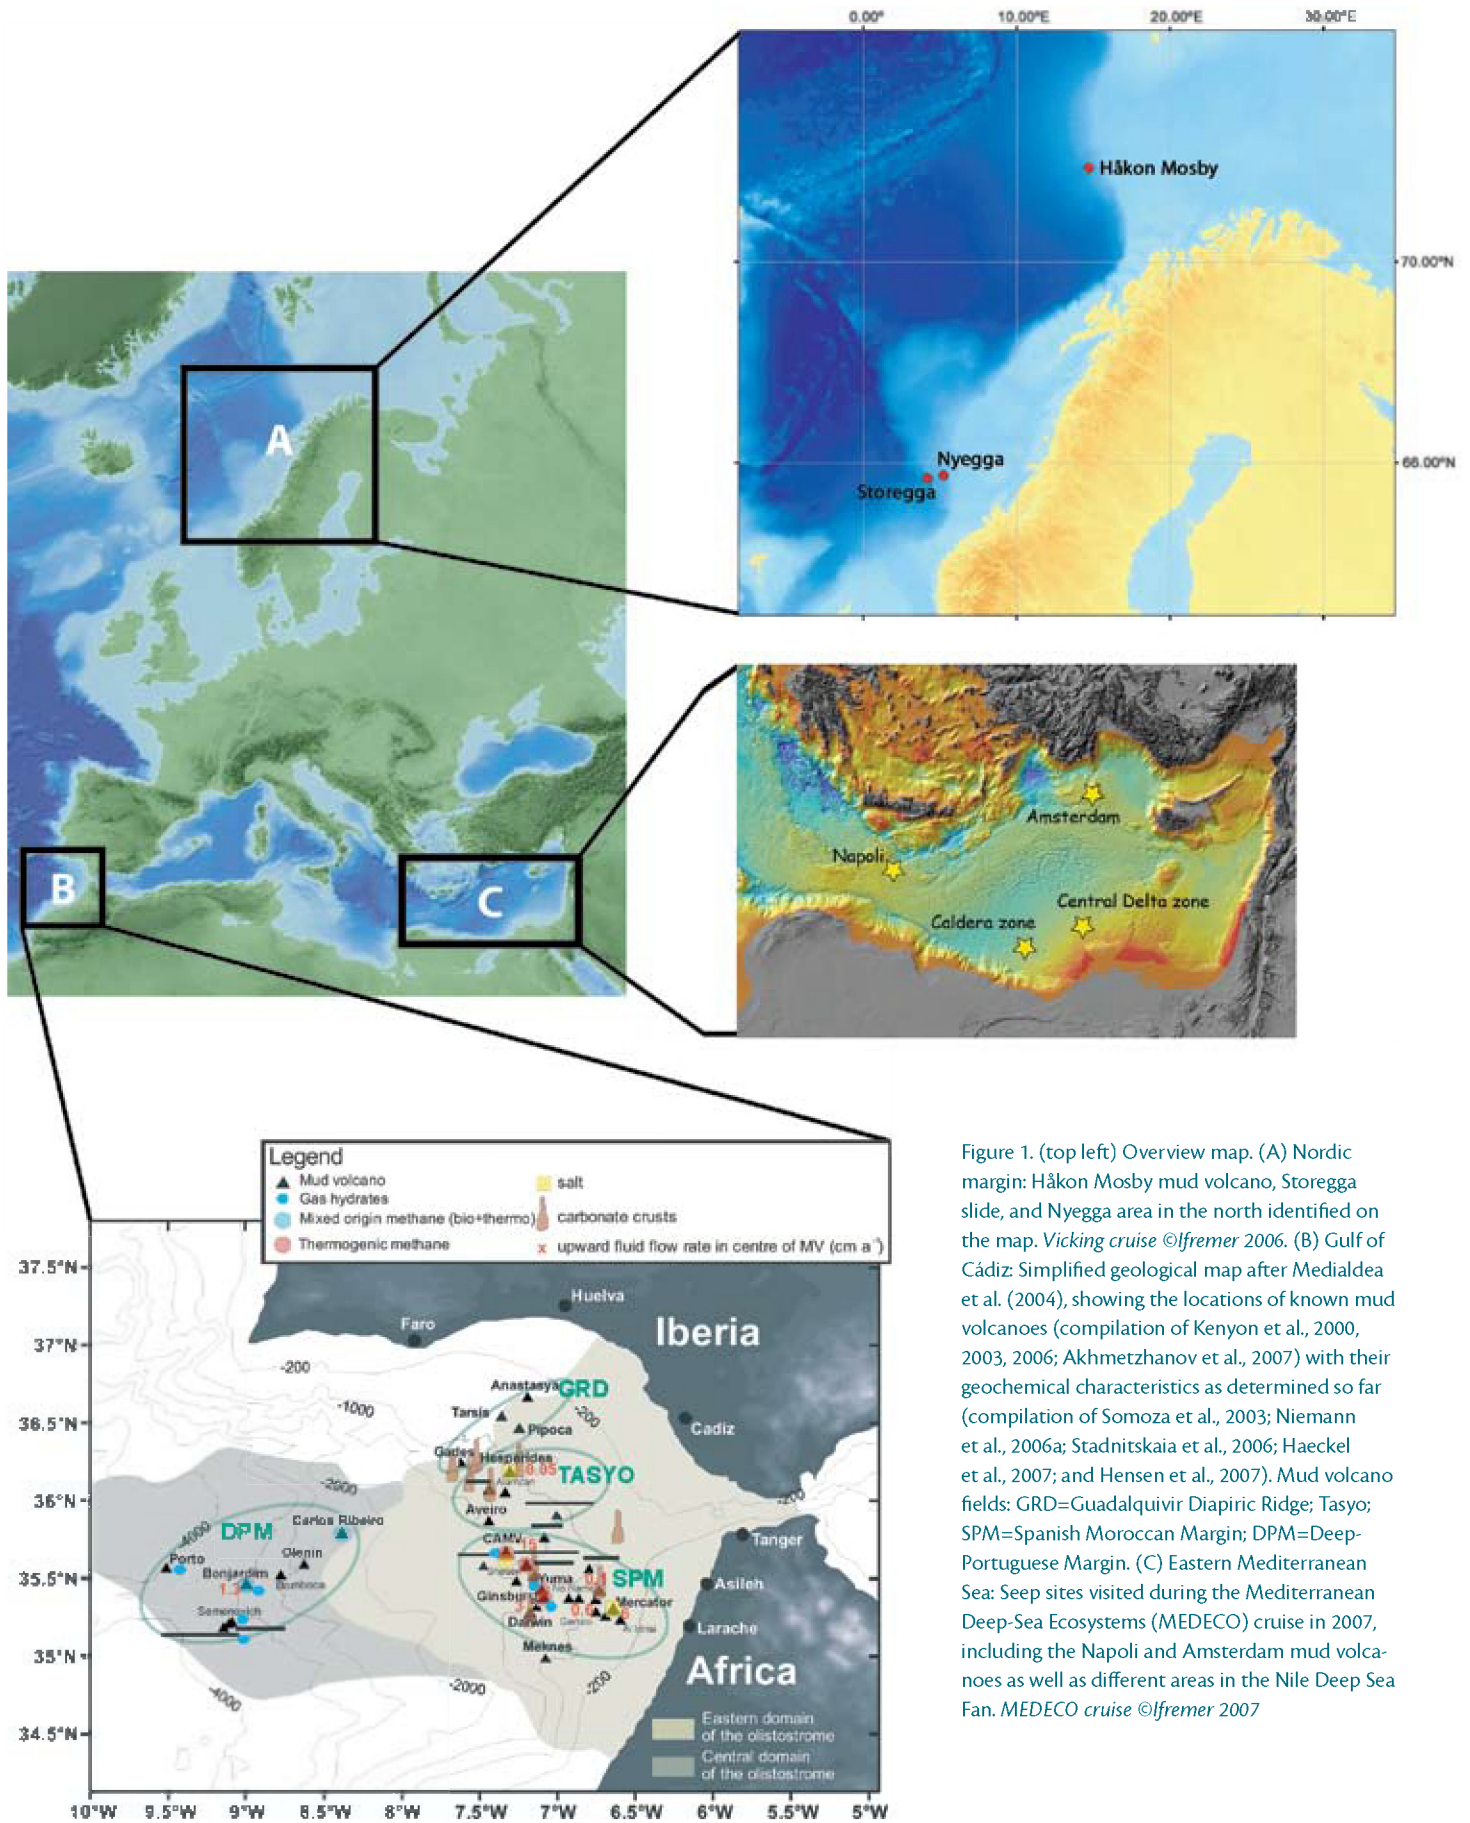 0.00°
10.00°E
20.00°E
30.00°E
Håkon Mosby
70.00°N
Nyegga
66.00°N
Storegga
A
B
C
Amsterdam
Napoli
Central Delta zone
Caldera zone
Legend
Mud volcano
Gas hydrates
Mixed origin methane (bio+thermo)
Thermogenic methane
salt
carbonate crusts
x upward fluid flow rate in centre of MV (cm a⁻¹)
37.5°N
37°N
36.5°N
36°N
35.5°N
35°N
34.5°N
Huelva
Faro
Iberia
-200
Anastasya
GRD
-1000
Tarsis
-200
Pipoca
Cadiz
Gades
Hesperides
0.05
TASYO
-2000
-200
Aveiro
Carlos Ribeiro
DPM
-4000
CAMV
15
Tanger
Porto
Olenin
Bonjardim
Yuma
SPM
Asileh
Ginsburg
Mercator
Semenovich
Darwin
6
Larache
Meknes
Africa
-4000
-2000
-200
Eastern domain
of the olistostrome
Central domain
of the olistostrome
10°W
9.5°W
9°W
8.5°W
8°W
7.5°W
7°W
6.5°W
6°W
5.5°W
5°W
Figure 1. (top left) Overview map. (A) Nordic
margin: Håkon Mosby mud volcano, Storegga
slide, and Nyegga area in the north identified on
the map. Vicking cruise ©Ifremer 2006. (B) Gulf of
Cádiz: Simplified geological map after Medialdea
et al. (2004), showing the locations of known mud
volcanoes (compilation of Kenyon et al., 2000,
2003, 2006; Akhmetzhanov et al., 2007) with their
geochemical characteristics as determined so far
(compilation of Somoza et al., 2003; Niemann
et al., 2006a; Stadnitskaia et al., 2006; Haeckel
et al., 2007; and Hensen et al., 2007). Mud volcano
fields: GRD=Guadalquivir Diapiric Ridge; Tasyo;
SPM=Spanish Moroccan Margin; DPM=Deep-
Portuguese Margin. (C) Eastern Mediterranean
Sea: Seep sites visited during the Mediterranean
Deep-Sea Ecosystems (MEDECO) cruise in 2007,
including the Napoli and Amsterdam mud volca-
noes as well as different areas in the Nile Deep Sea
Fan. MEDECO cruise ©Ifremer 2007